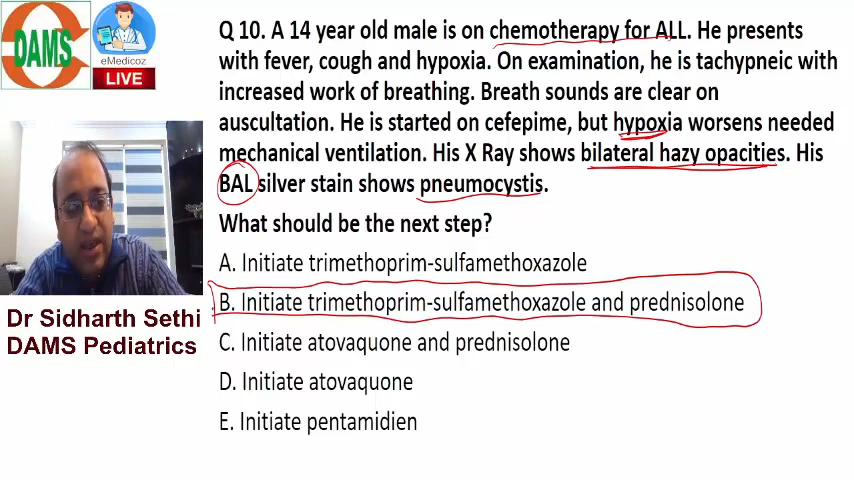 DAMS
eMedicoz
LIVE
Q 10. A 14 year old male is on chemotherapy for ALL. He presents
with fever, cough and hypoxia. On examination, he is tachypneic with
increased work of breathing. Breath sounds are clear on
auscultation. He is started on cefepime, but hypoxia worsens needed
mechanical ventilation. His X Ray shows bilateral hazy opacities. His
BAL silver stain shows pneumocystis.
What should be the next step?
A. Initiate trimethoprim-sulfamethoxazole
B. Initiate trimethoprim-sulfamethoxazole and prednisolone
C. Initiate atovaquone and prednisolone
D. Initiate atovaquone
E. Initiate pentamidien
Dr Sidharth Sethi
DAMS Pediatrics